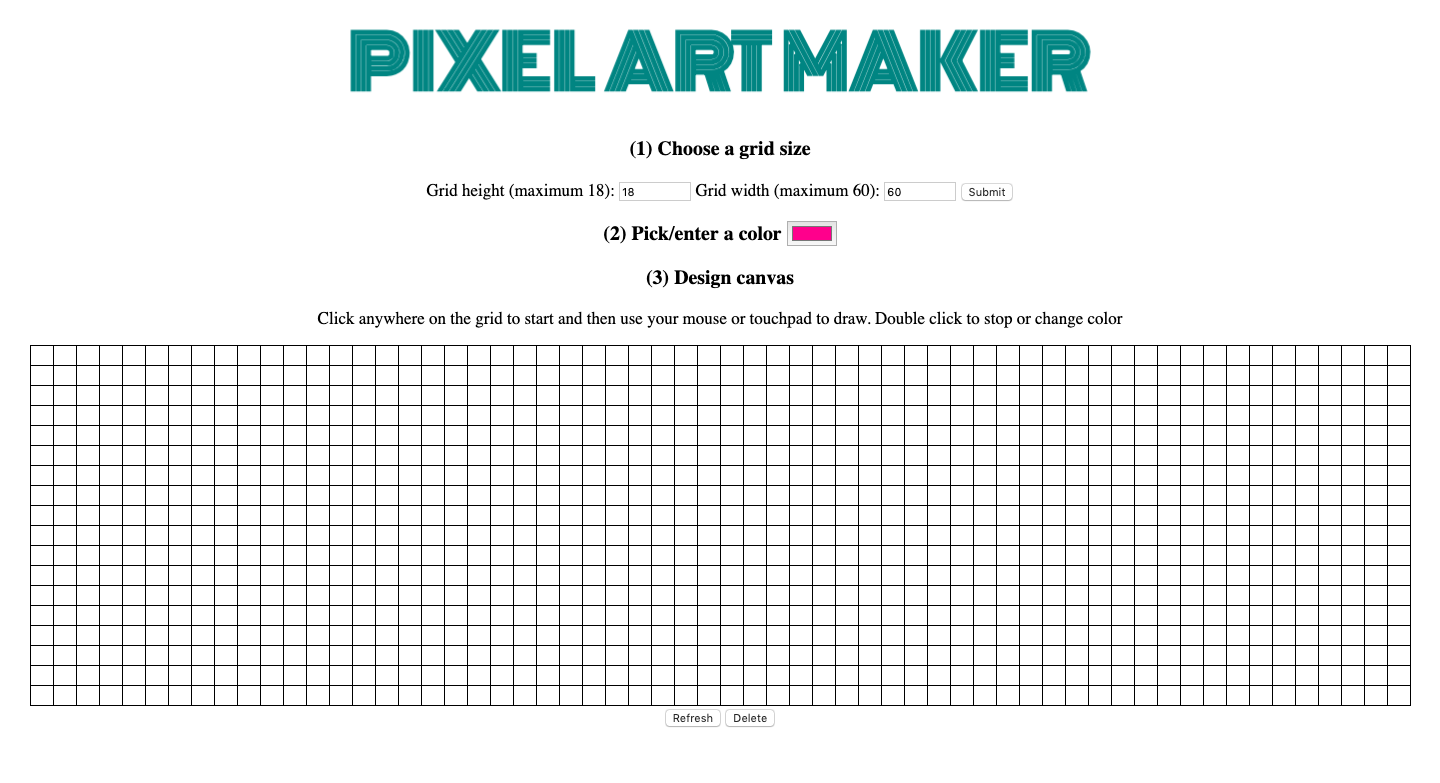 PIXEL ART MAKER
(1) Choose a grid size
Grid height (maximum 18): 18 Grid width (maximum 60): 60 Submit
(2) Pick/enter a color
(3) Design canvas
Click anywhere on the grid to start and then use your mouse or touchpad to draw. Double click to stop or change color
Refresh Delete